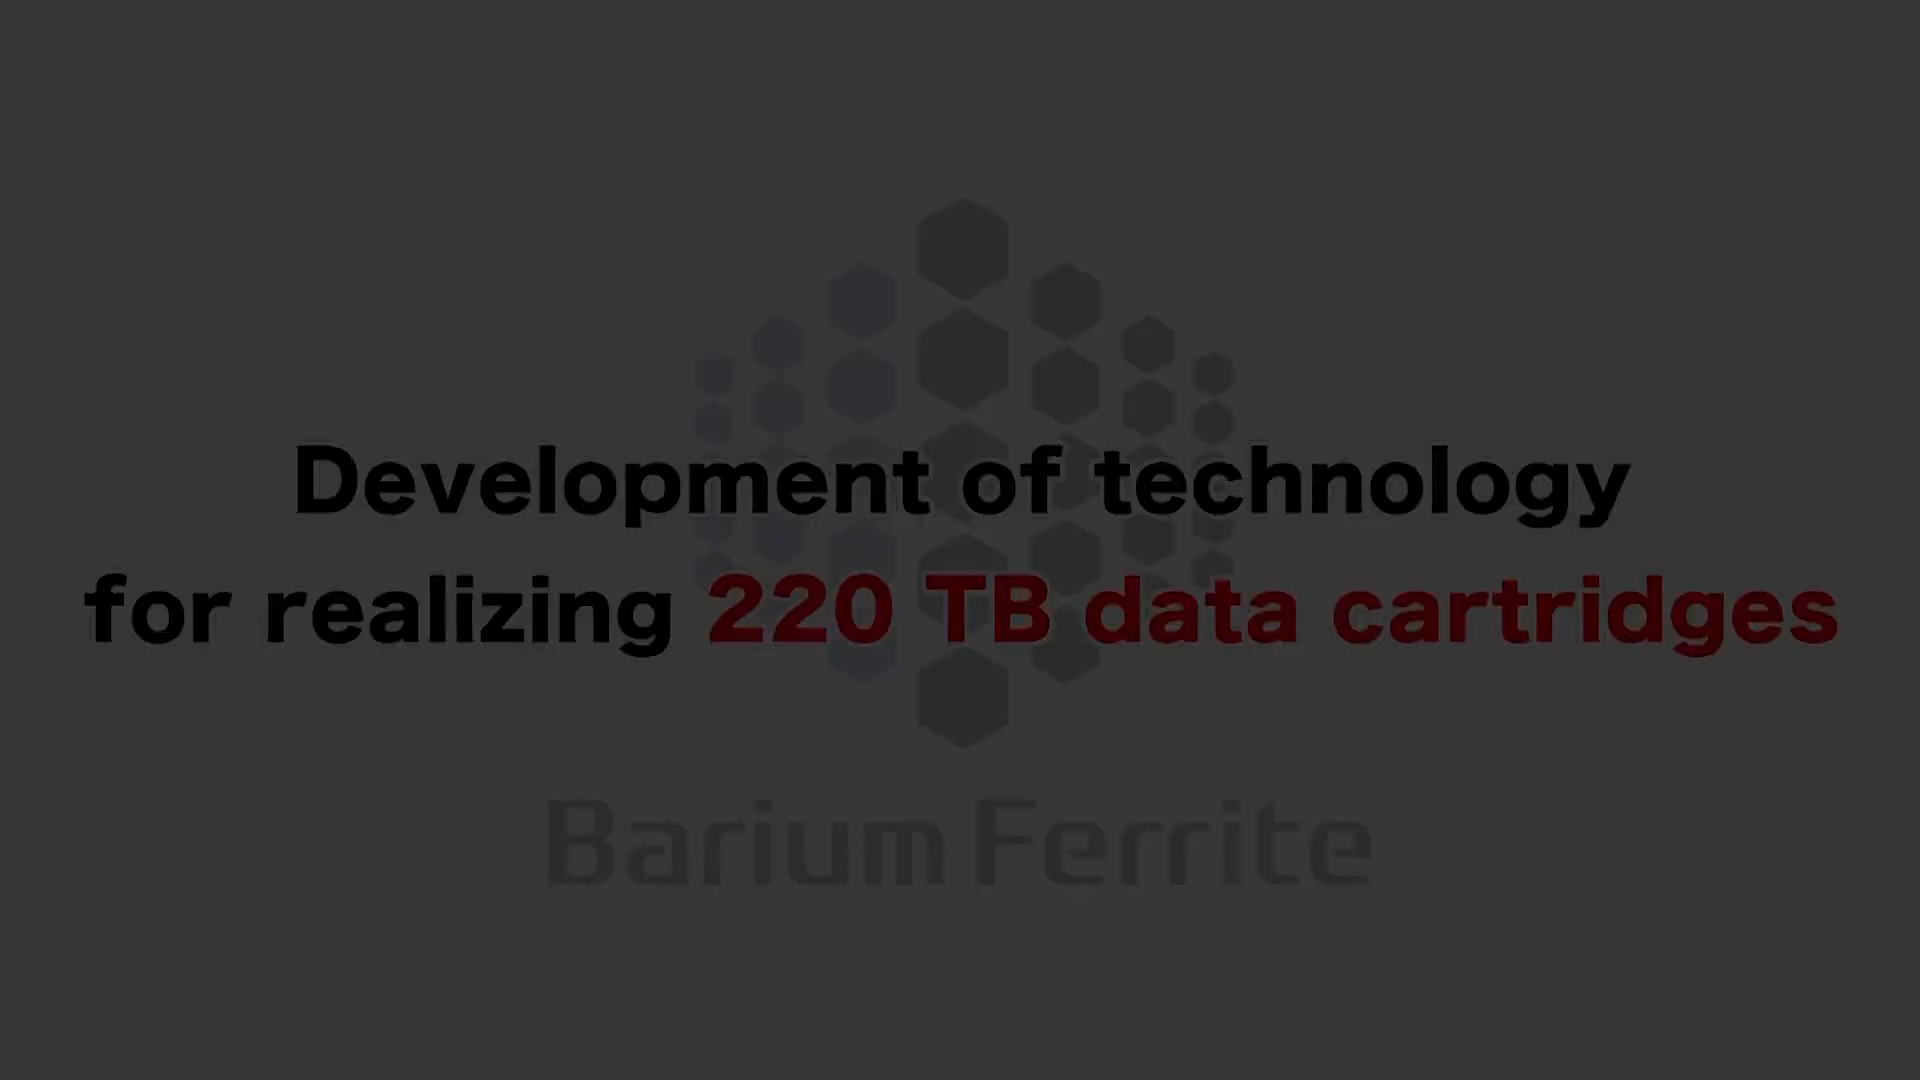 Development of technology
for realizing 220 TB data cartridges
Barium Ferrite